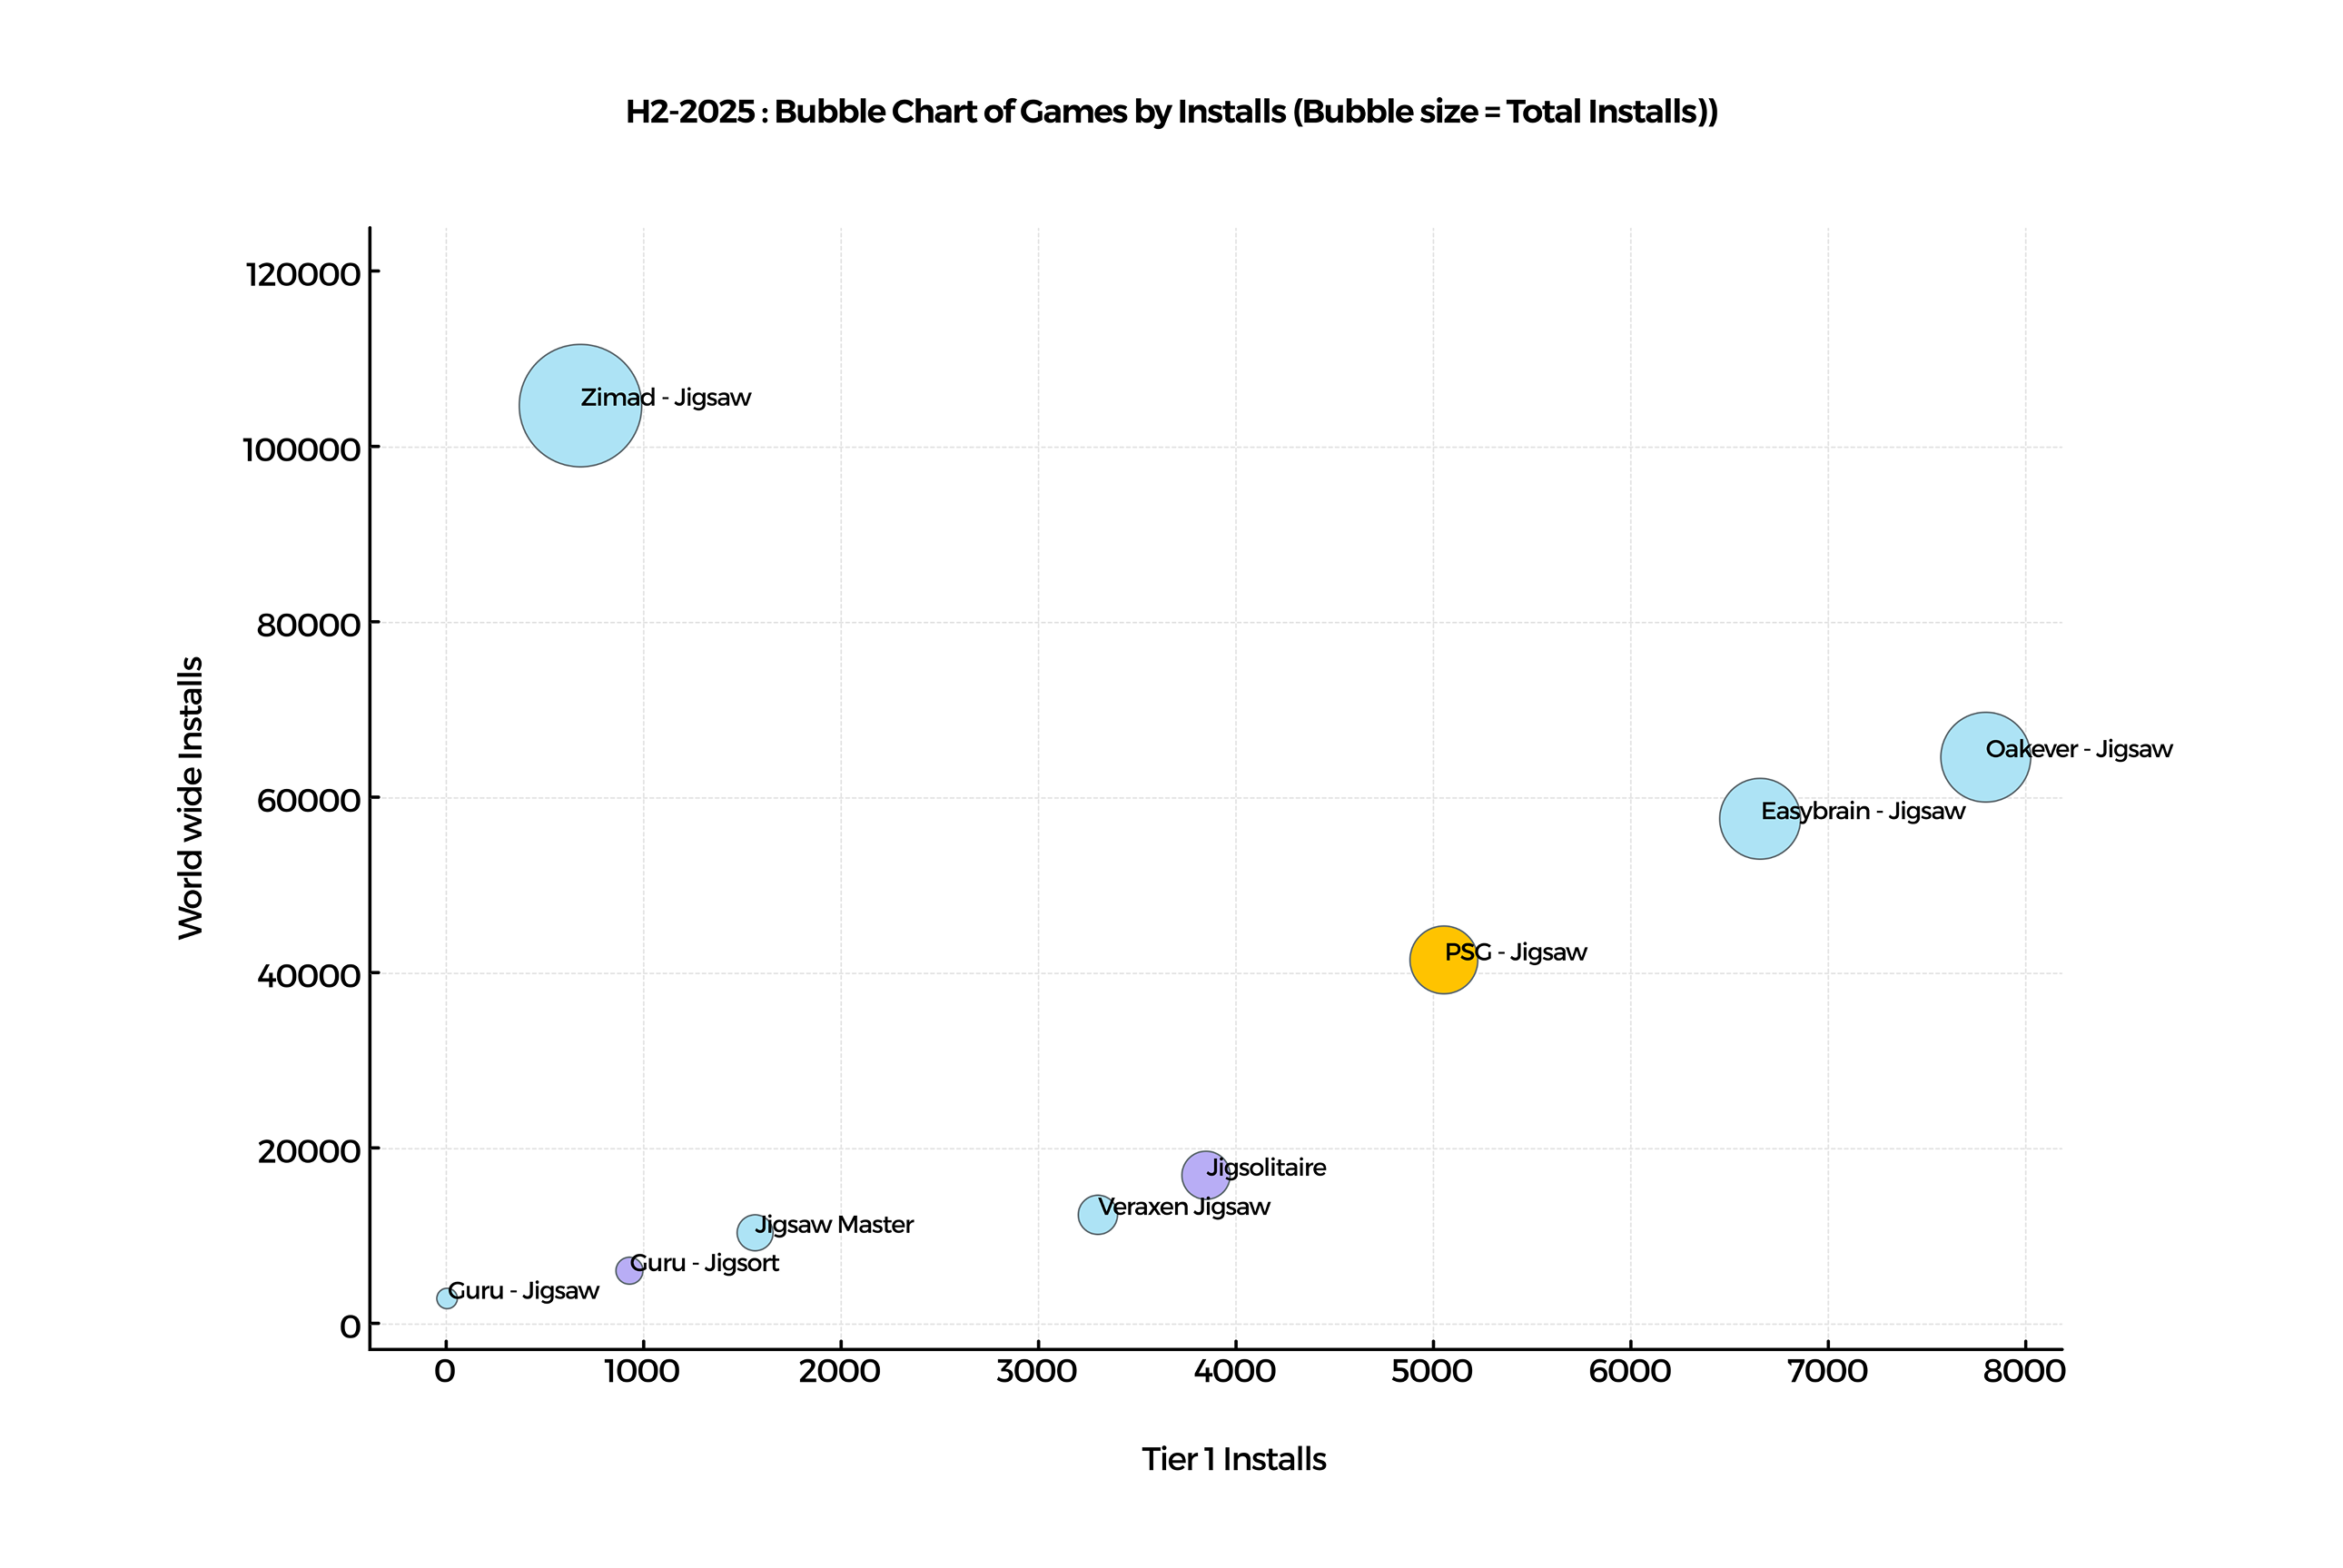 H2-2025 : Bubble Chart of Games by Installs (Bubble size = Total Installs))
120000
Zimad - Jigsaw
100000
80000
Oakever - Jigsaw
Easybrain - Jigsaw
60000
World wide Installs
PSG - Jigsaw
40000
20000
Jigsolitaire
Veraxen Jigsaw
Jigsaw Master
Guru - Jigsort
Guru - Jigsaw
0
0 1000 2000 3000 4000 5000 6000 7000 8000
Tier 1 Installs